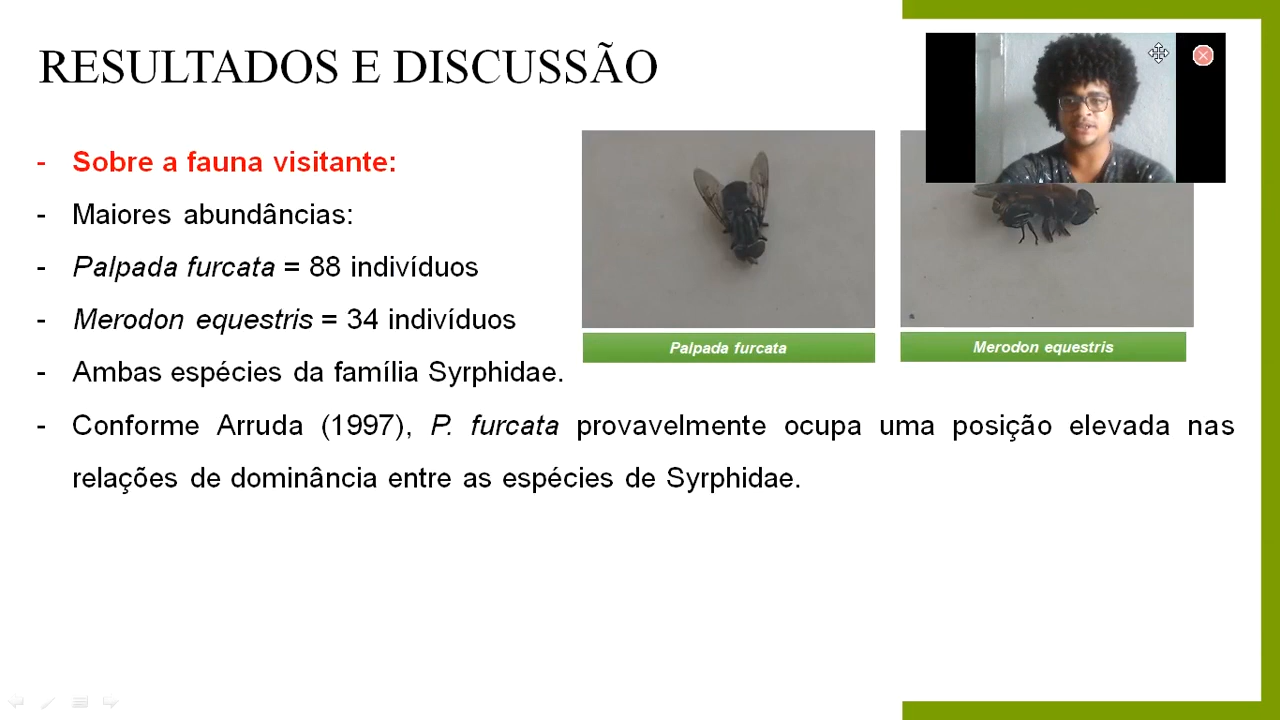 RESULTADOS E DISCUSSÃO
- Sobre a fauna visitante:
- Maiores abundâncias:
- Palpada furcata = 88 indivíduos
- Merodon equestris = 34 indivíduos
- Ambas espécies da família Syrphidae.
- Conforme Arruda (1997), P. furcata provavelmente ocupa uma posição elevada nas
relações de dominância entre as espécies de Syrphidae.
Palpada furcata
Merodon equestris